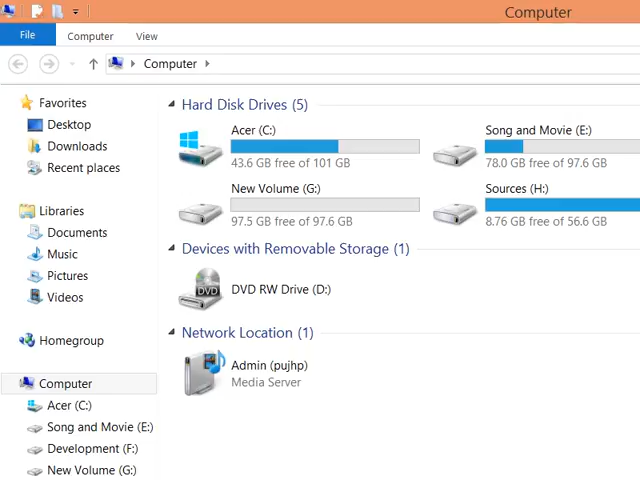 Computer
File
Computer
View
Computer
Favorites
Desktop
Downloads
Recent places
Libraries
Documents
Music
Pictures
Videos
Homegroup
Computer
Acer (C:)
Song and Movie (E:)
Development (F:)
New Volume (G:)
Hard Disk Drives (5)
Acer (C:)
43.6 GB free of 101 GB
Song and Movie (E:)
78.0 GB free of 97.6 GB
New Volume (G:)
97.5 GB free of 97.6 GB
Sources (H:)
8.76 GB free of 56.6 GB
Devices with Removable Storage (1)
DVD
DVD RW Drive (D:)
Network Location (1)
Admin (pujhp)
Media Server